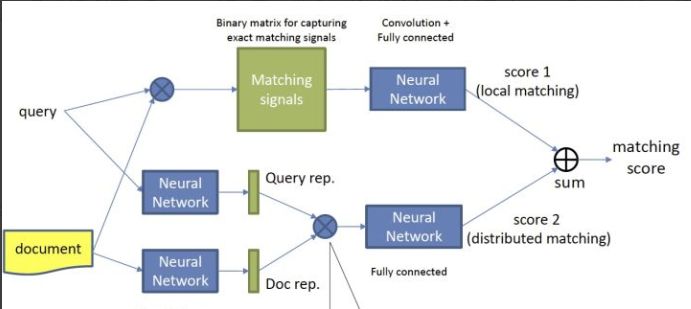 Binary matrix for capturing
exact matching signals
Convolution +
Fully connected
Matching
signals
Neural
Network
score 1
(local matching)
query
matching
score
sum
Neural
Network
Query rep.
Neural
Network
score 2
(distributed matching)
document
Neural
Network
Doc rep.
Fully connected